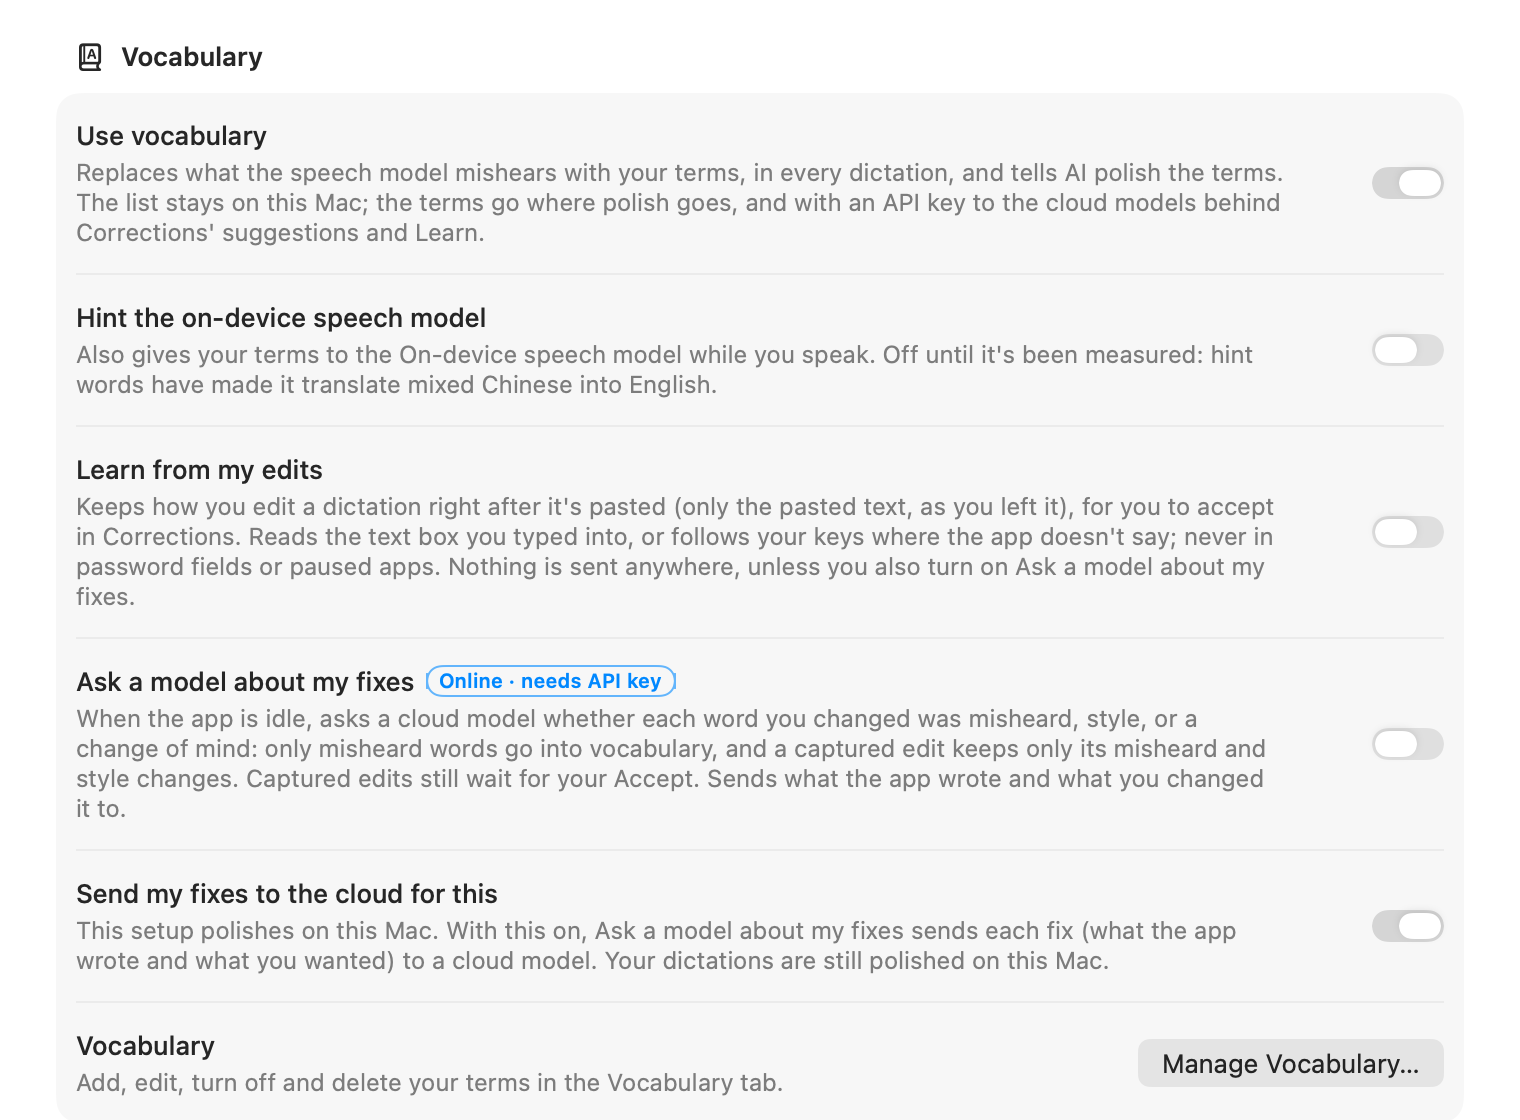 Vocabulary
Use vocabulary
Replaces what the speech model mishears with your terms, in every dictation, and tells AI polish the terms.
The list stays on this Mac; the terms go where polish goes, and with an API key to the cloud models behind
Corrections' suggestions and Learn.
Hint the on-device speech model
Also gives your terms to the On-device speech model while you speak. Off until it's been measured: hint
words have made it translate mixed Chinese into English.
Learn from my edits
Keeps how you edit a dictation right after it's pasted (only the pasted text, as you left it), for you to accept
in Corrections. Reads the text box you typed into, or follows your keys where the app doesn't say; never in
password fields or paused apps. Nothing is sent anywhere, unless you also turn on Ask a model about my
fixes.
Ask a model about my fixes Online · needs API key
When the app is idle, asks a cloud model whether each word you changed was misheard, style, or a
change of mind: only misheard words go into vocabulary, and a captured edit keeps only its misheard and
style changes. Captured edits still wait for your Accept. Sends what the app wrote and what you changed
it to.
Send my fixes to the cloud for this
This setup polishes on this Mac. With this on, Ask a model about my fixes sends each fix (what the app
wrote and what you wanted) to a cloud model. Your dictations are still polished on this Mac.
Vocabulary
Add, edit, turn off and delete your terms in the Vocabulary tab.
Manage Vocabulary...